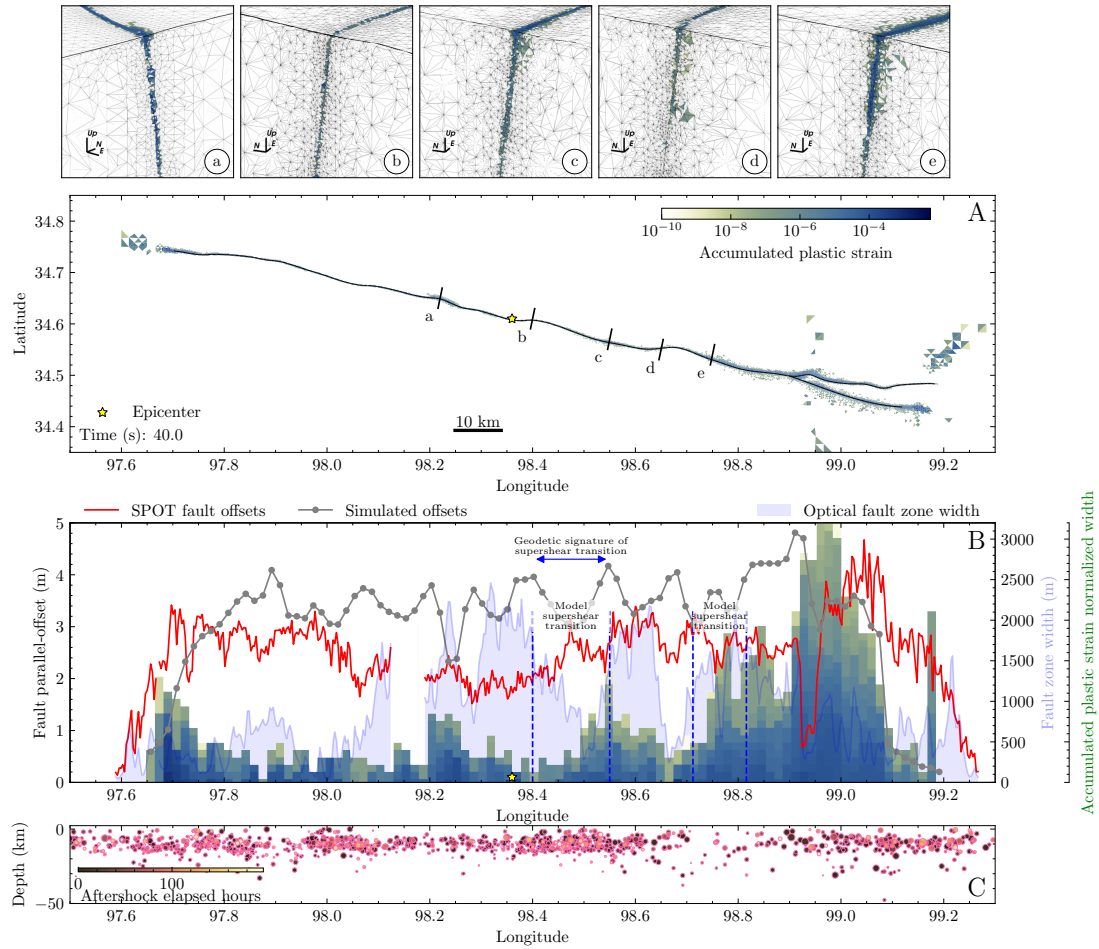 Up
N
E
a
Up
N
E
b
Up
N
E
c
Up
N
E
d
Up
N
E
e
A
10⁻¹⁰ 10⁻⁸ 10⁻⁶ 10⁻⁴
Accumulated plastic strain
34.8
34.7
34.6
34.5
34.4
Latitude
a
b
c
d
e
Epicenter
Time (s): 40.0
10 km
97.6 97.8 98.0 98.2 98.4 98.6 98.8 99.0 99.2
Longitude
SPOT fault offsets
Simulated offsets
Optical fault zone width
B
Geodetic signature of
supershear transition
Model
supershear
transition
Model
supershear
transition
5
4
3
2
1
0
Fault parallel-offset (m)
3000
2500
2000
1500
1000
500
0
Fault zone width (m)
Accumulated plastic strain normalized width
97.6 97.8 98.0 98.2 98.4 98.6 98.8 99.0 99.2
Longitude
0
−50
Depth (km)
0 100
Aftershock elapsed hours
C
97.6 97.8 98.0 98.2 98.4 98.6 98.8 99.0 99.2
Longitude